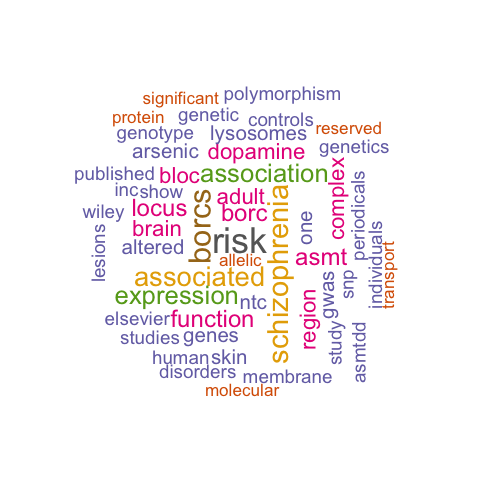 significant polymorphism
protein genetic controls
genotype lysosomes reserved
arsenic dopamine genetics
published bloc association
inc show adult complex periodicals
wiley locus borcs borc one individuals
brain risk schizophrenia
lesions altered allelic asmt transport
associated gwas snp
expression ntc region
elsevier function study asmtdd
studies genes
human skin
disorders membrane
molecular